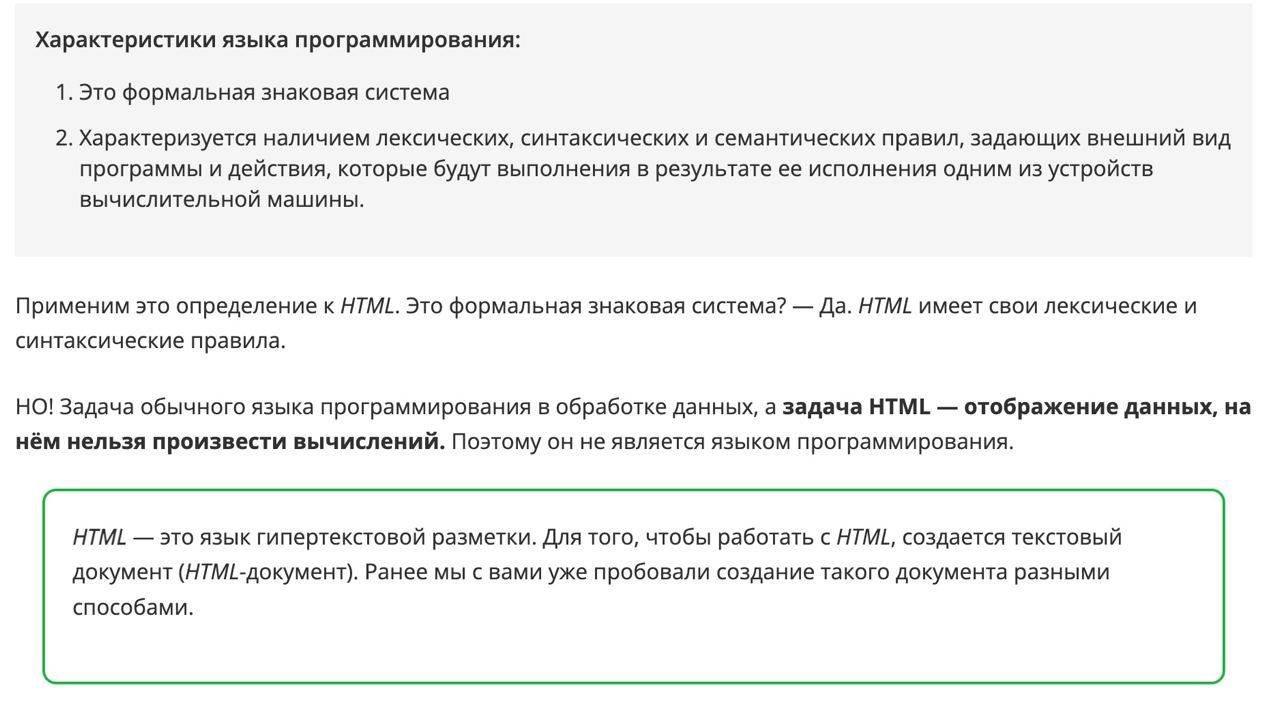 Характеристики языка программирования:
1. Это формальная знаковая система
2. Характеризуется наличием лексических, синтаксических и семантических правил, задающих внешний вид
программы и действия, которые будут выполнения в результате ее исполнения одним из устройств
вычислительной машины.
Применим это определение к HTML. Это формальная знаковая система? — Да. HTML имеет свои лексические и
синтаксические правила.
НО! Задача обычного языка программирования в обработке данных, а задача HTML — отображение данных, на
нём нельзя произвести вычислений. Поэтому он не является языком программирования.
HTML — это язык гипертекстовой разметки. Для того, чтобы работать с HTML, создается текстовый
документ (HTML-документ). Ранее мы с вами уже пробовали создание такого документа разными
способами.